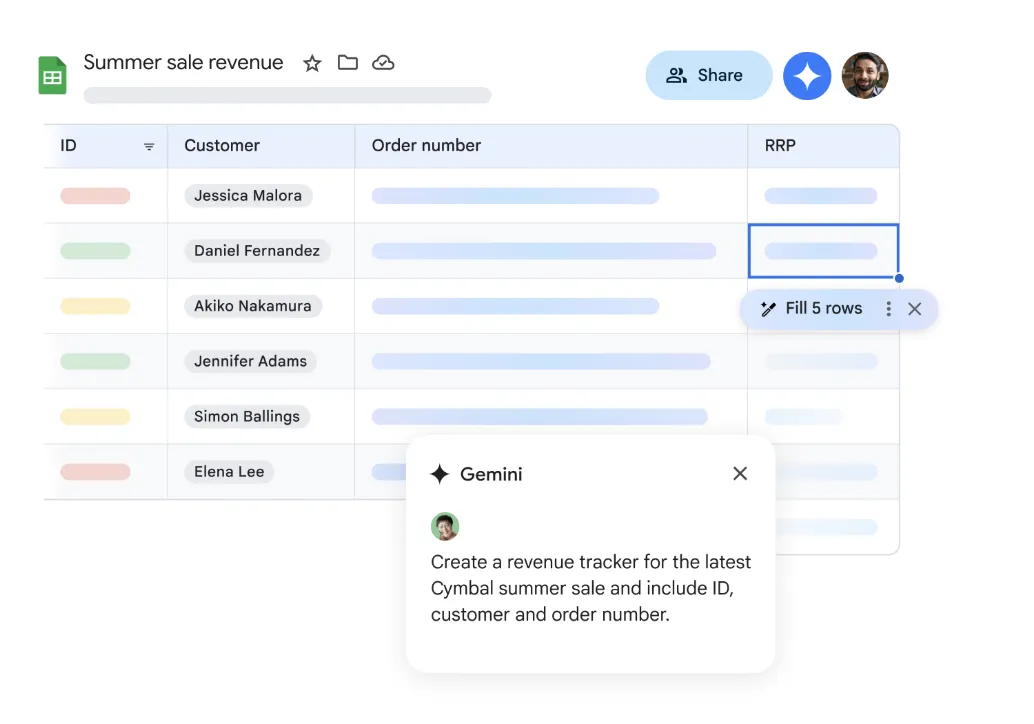 Summer sale revenue
Share
ID Customer Order number RRP
Jessica Malora
Daniel Fernandez
Akiko Nakamura
Fill 5 rows
Jennifer Adams
Simon Ballings
Elena Lee
Gemini
Create a revenue tracker for the latest
Cymbal summer sale and include ID,
customer and order number.